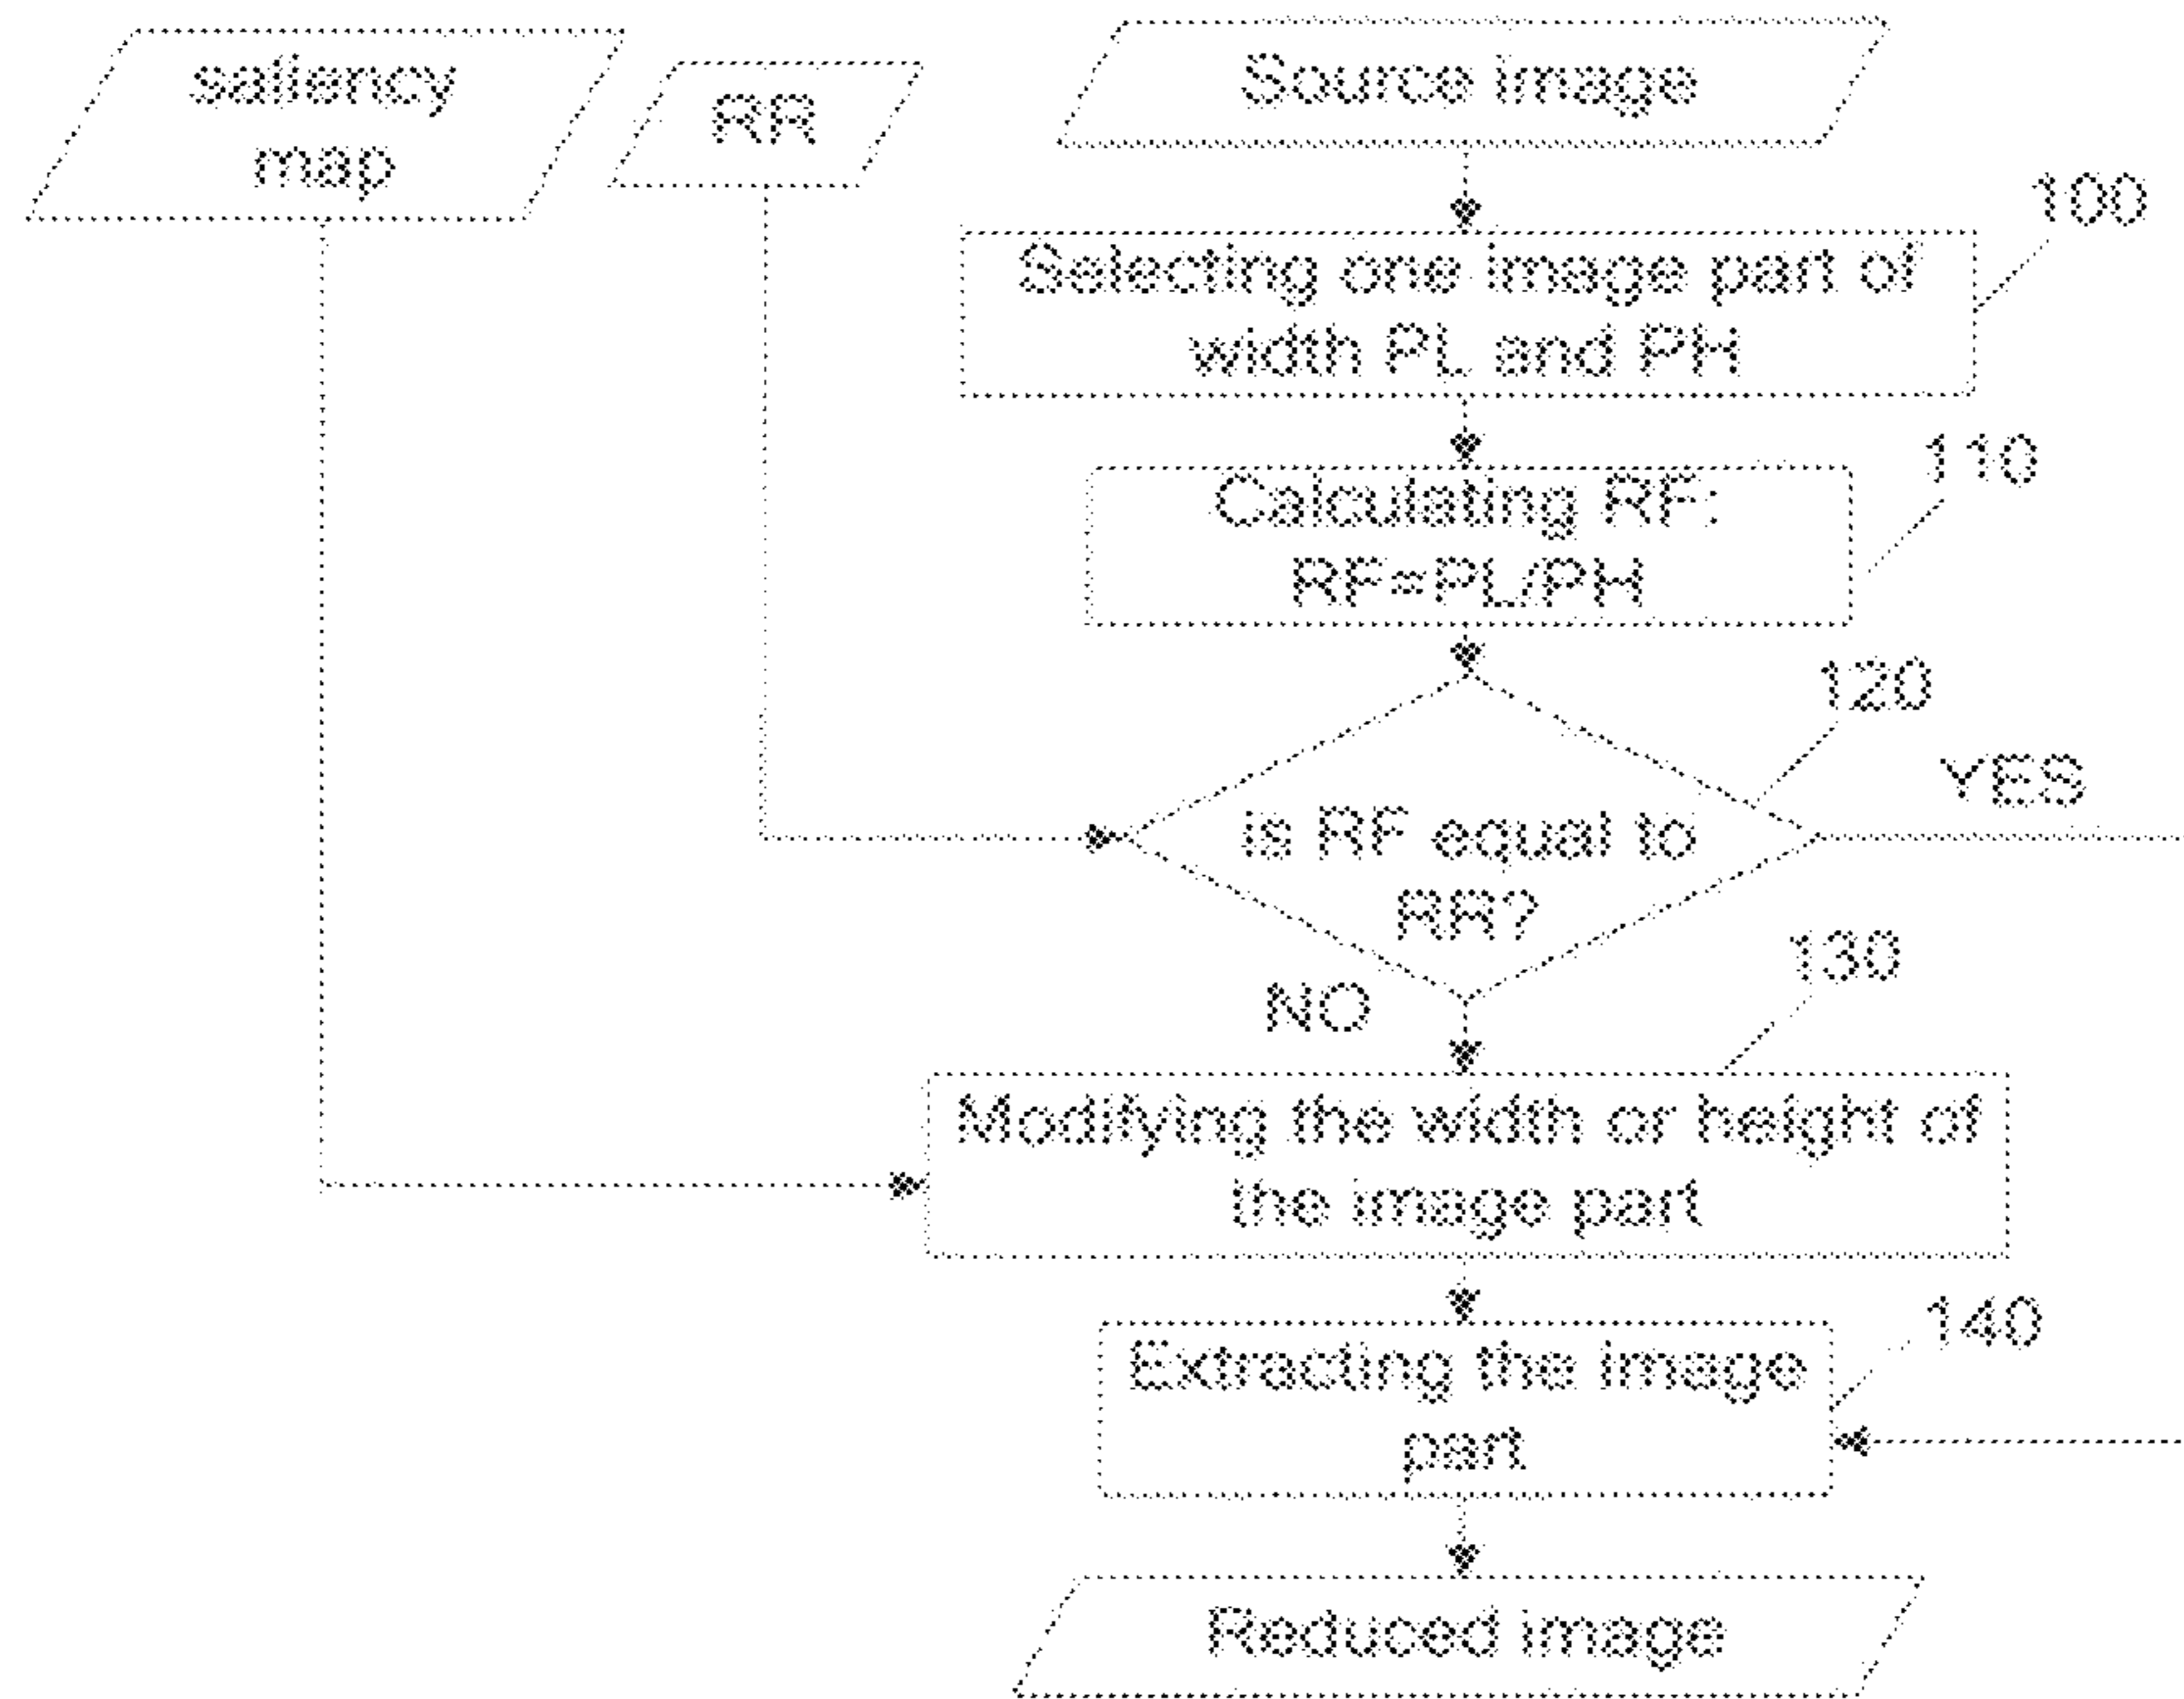 saliency
map
RA
Source image
100
Selecting one image part of
width PL and PH
110
Calculating RF:
RF=PL/PH
120
YES
is RF equal to
RA?
130
NO
Modifying the width or height of
the image part
140
Extracting the image
part
Reduced image